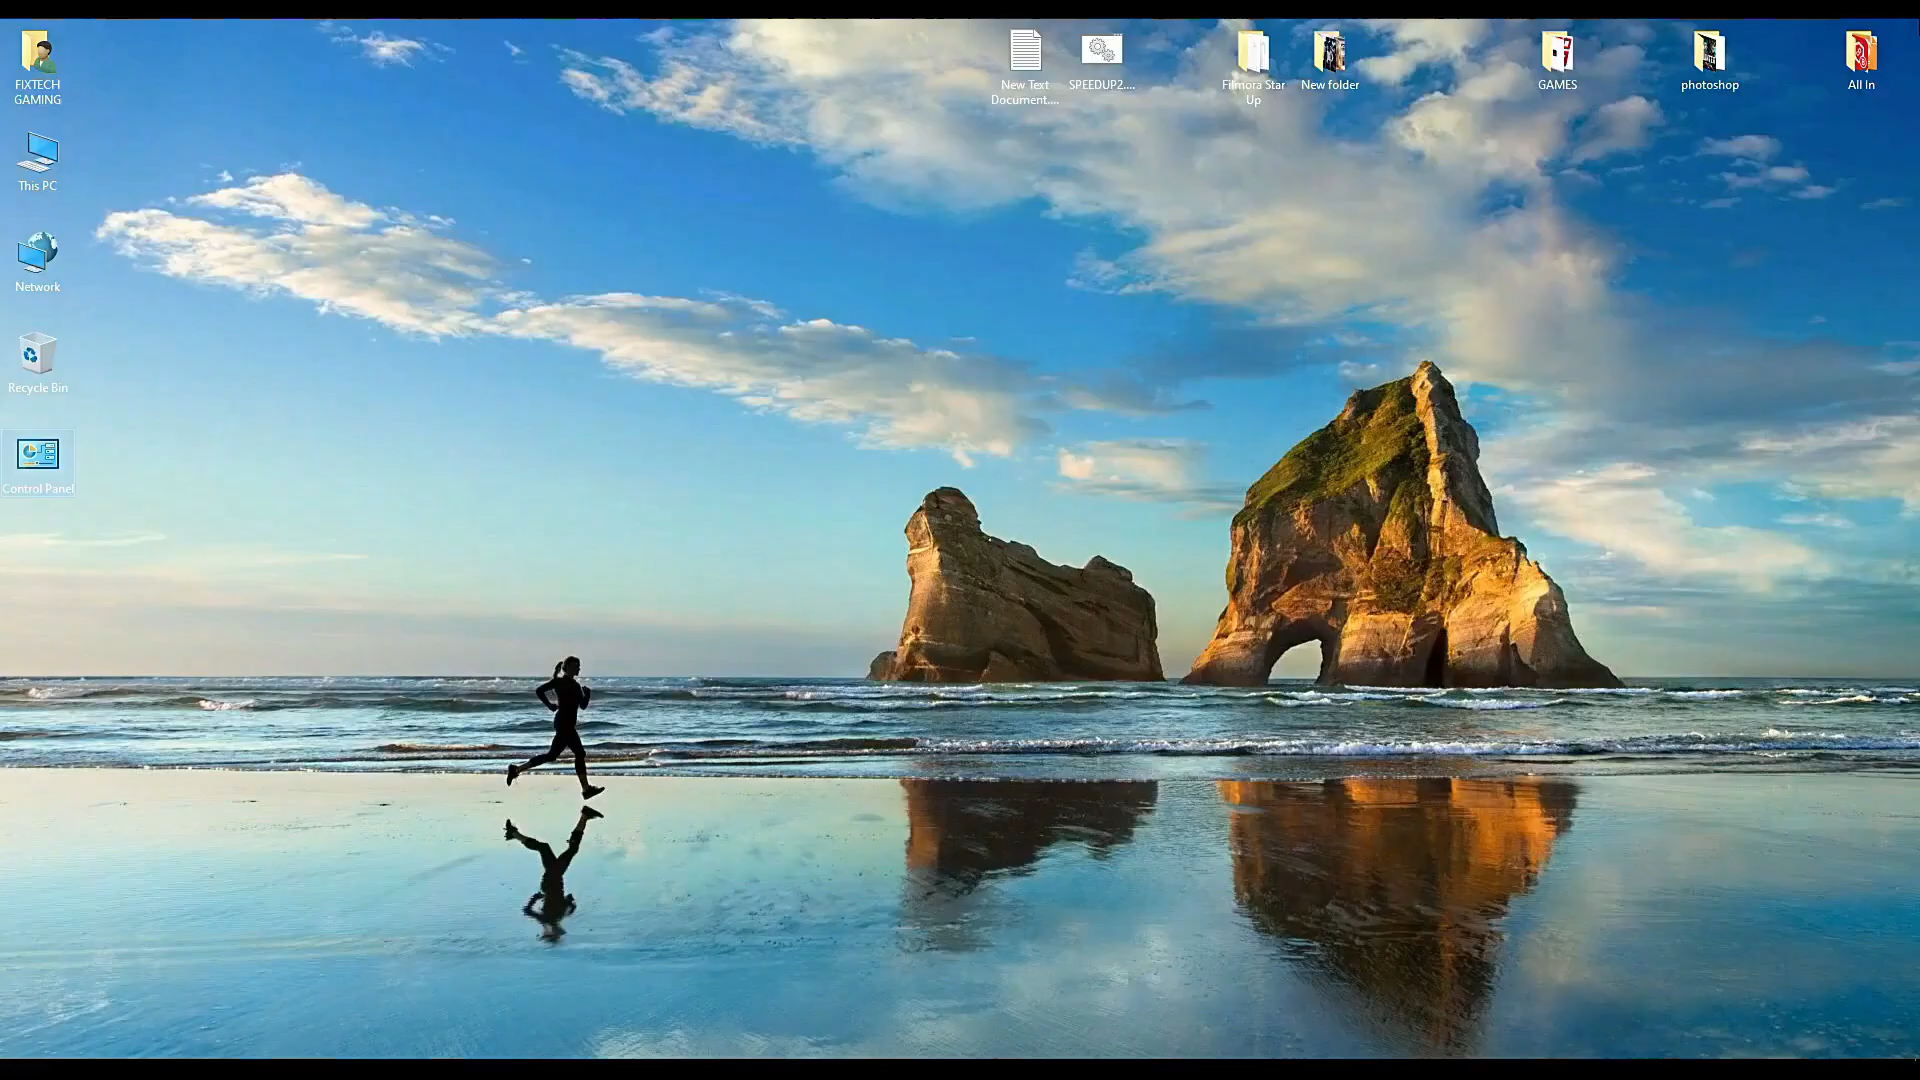 FIXTECH
GAMING
This PC
Network
Recycle Bin
Control Panel
New Text
Document....
SPEEDUP2....
Filmora Star
Up
New folder
GAMES
photoshop
All In